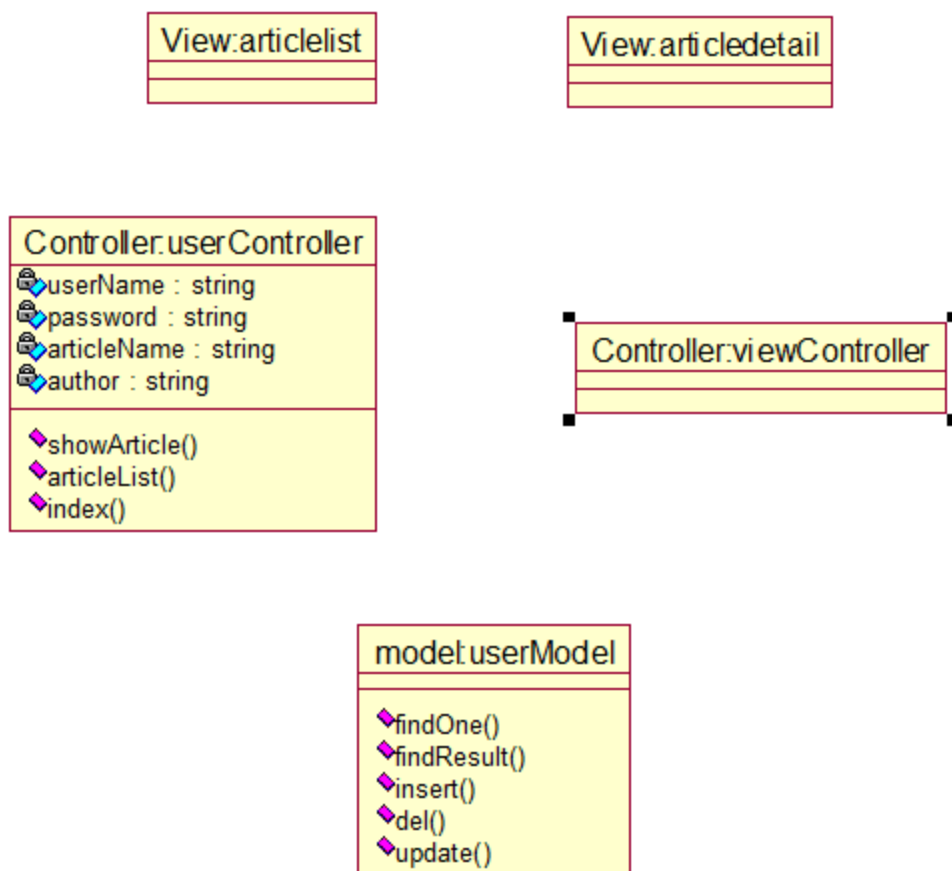 View:articlelist
View:articledetail
Controller:userController
userName : string
password : string
articleName : string
author : string
showArticle()
articleList()
index()
Controller:viewController
model:userModel
findOne()
findResult()
insert()
del()
update()